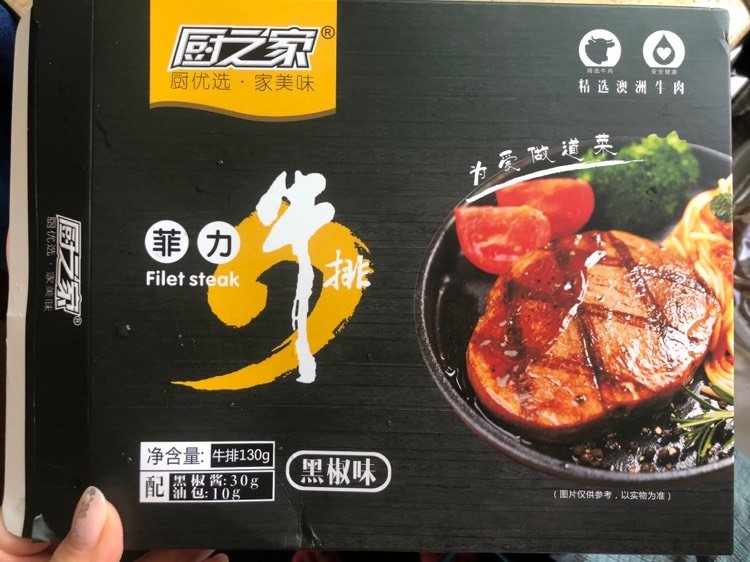 厨之家®
厨优选·家美味
精选牛肉
安全健康
精选澳洲牛肉
为爱做道菜
菲力
Filet steak
牛排
厨之家®
厨优选·家美味
净含量: 牛排130g
配 黑椒酱:30g
油包:10g
黑椒味
(图片仅供参考，以实物为准)